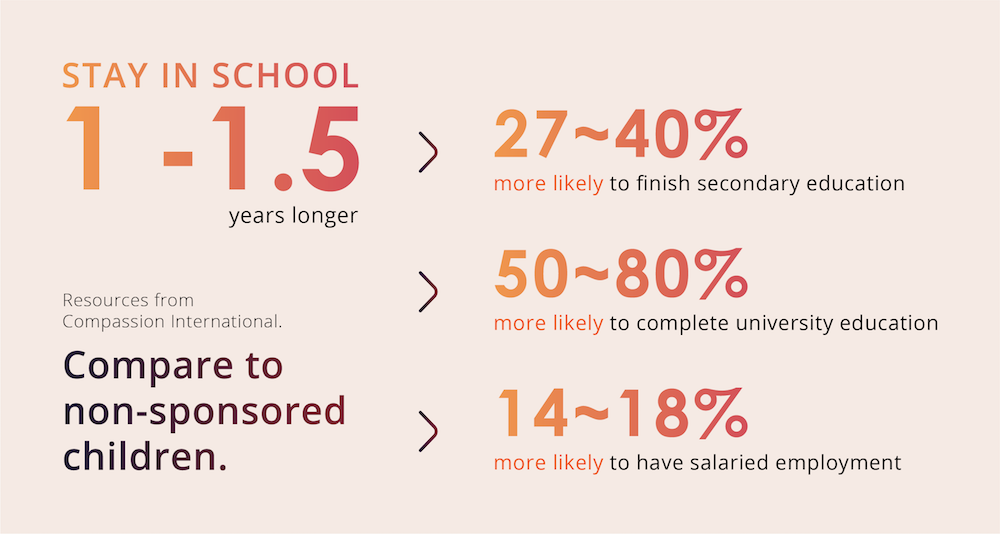 STAY IN SCHOOL
1 -1.5
years longer
Resources from
Compassion International.
Compare to
non-sponsored
children.
27~40%
more likely to finish secondary education
50~80%
more likely to complete university education
14~18%
more likely to have salaried employment